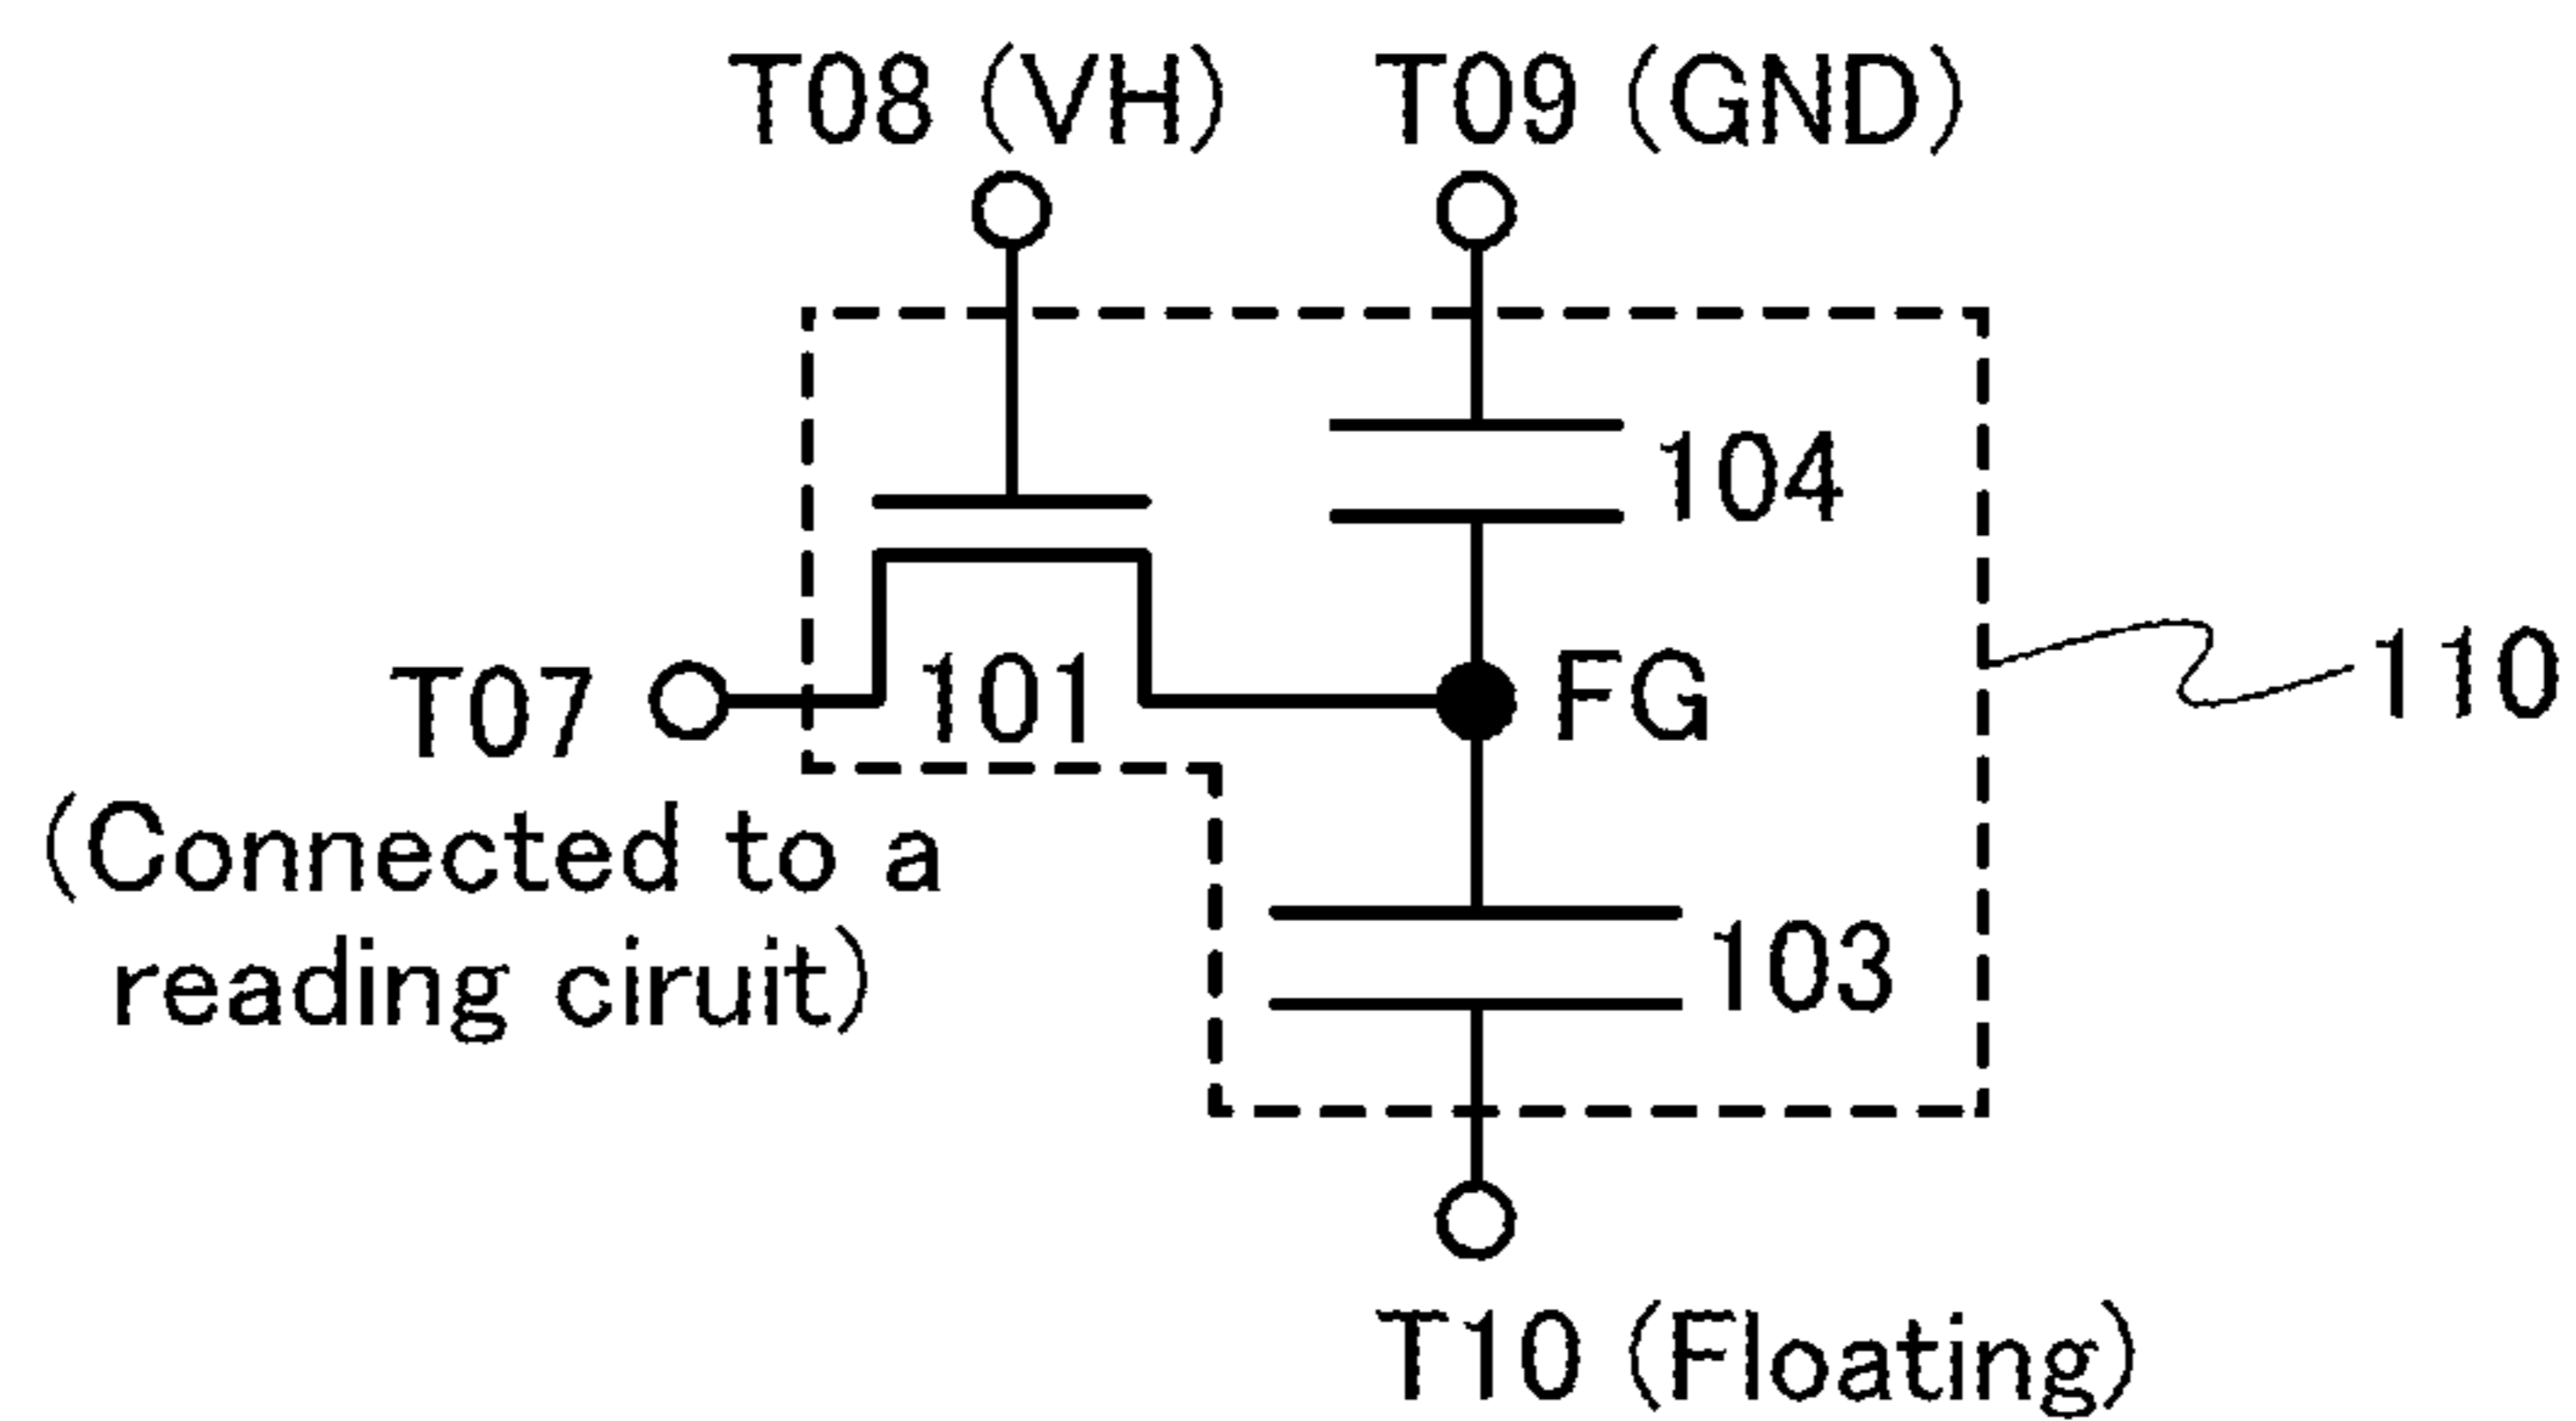 T08 (VH)
T09 (GND)
104
T07
101
FG
110
(Connected to a
reading ciruit)
103
T10 (Floating)